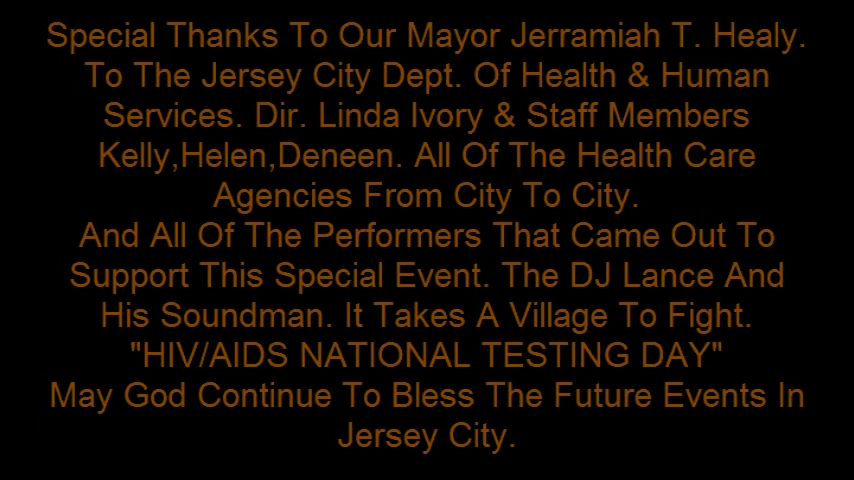 Special Thanks To Our Mayor Jerramiah T. Healy.
To The Jersey City Dept. Of Health & Human
Services. Dir. Linda Ivory & Staff Members
Kelly,Helen,Deneen. All Of The Health Care
Agencies From City To City.
And All Of The Performers That Came Out To
Support This Special Event. The DJ Lance And
His Soundman. It Takes A Village To Fight.
"HIV/AIDS NATIONAL TESTING DAY"
May God Continue To Bless The Future Events In
Jersey City.